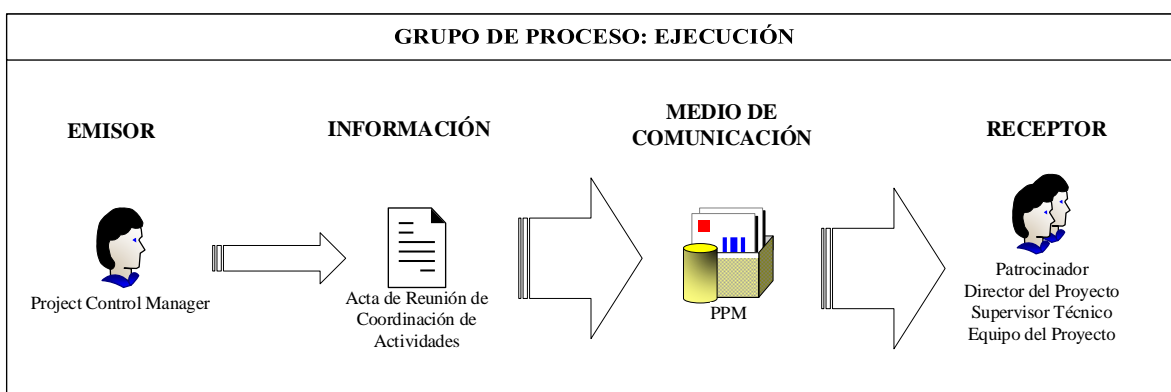 GRUPO DE PROCESO: EJECUCIÓN
EMISOR
INFORMACIÓN
MEDIO DE
COMUNICACIÓN
RECEPTOR
Project Control Manager
Acta de Reunión de
Coordinación de
Actividades
PPM
Patrocinador
Director del Proyecto
Supervisor Técnico
Equipo del Proyecto